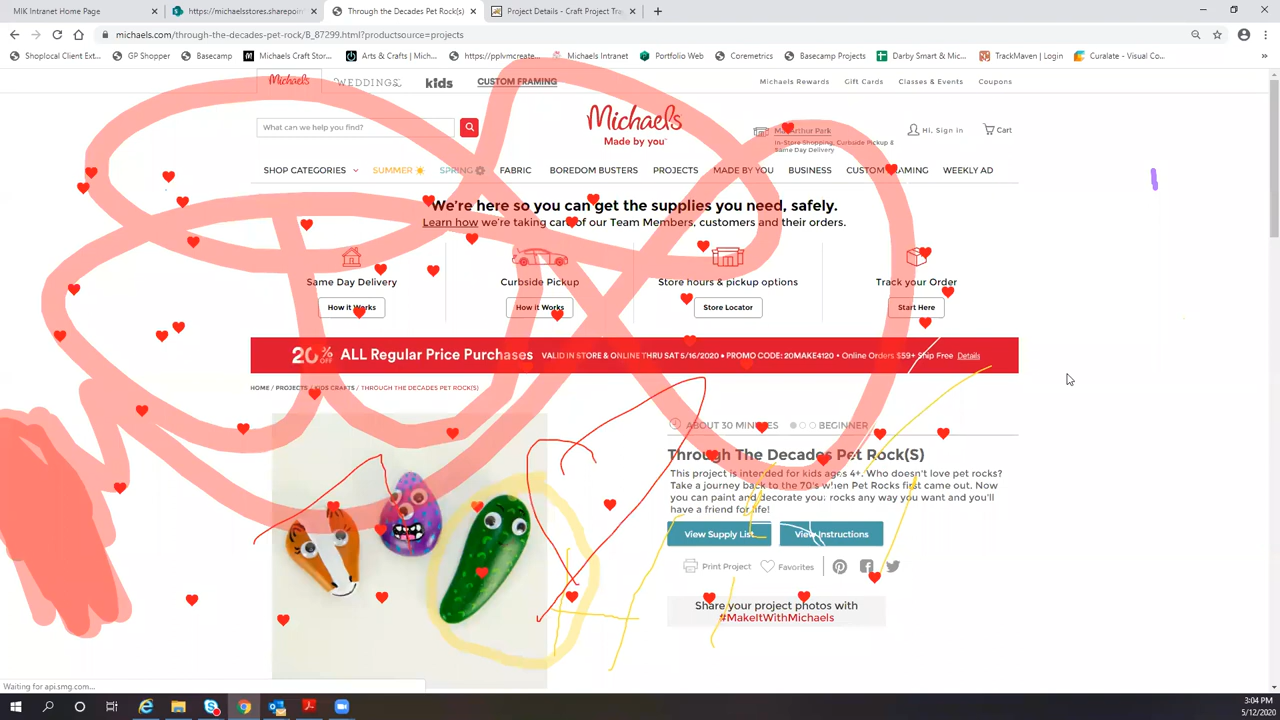 MIK Intranet Home Page
https://michaelsstores.sharepoin
Through the Decades Pet Rock(s)
Project Details - Craft Project Tra
michaels.com/through-the-decades-pet-rock/B_87299.html?productsource=projects
Shoplocal Client Ext...
GP Shopper
Basecamp
Michaels Craft Stor...
Arts & Crafts | Mich...
https://pplvmcreate...
Michaels Intranet
Portfolio Web
Coremetrics
Basecamp Projects
Darby Smart & Mic...
TrackMaven | Login
Curalate - Visual Co...
Michaels
WEDDINGS
kids
CUSTOM FRAMING
Michaels Rewards
Gift Cards
Classes & Events
Coupons
What can we help you find?
Michaels
Made by you
MacArthur Park
In-Store Shopping, Curbside Pickup &
Same Day Delivery
Hi, Sign in
Cart
SHOP CATEGORIES
SUMMER
SPRING
FABRIC
BOREDOM BUSTERS
PROJECTS
MADE BY YOU
BUSINESS
CUSTOM FRAMING
WEEKLY AD
We're here so you can get the supplies you need, safely.
Learn how we're taking care of our Team Members, customers and their orders.
Same Day Delivery
Curbside Pickup
Store hours & pickup options
Track your Order
How it Works
How it Works
Store Locator
Start Here
20% OFF ALL Regular Price Purchases VALID IN STORE & ONLINE THRU SAT 5/16/2020 • PROMO CODE: 20MAKE4120 • Online Orders $59+ Ship Free Details
HOME / PROJECTS / KIDS CRAFTS / THROUGH THE DECADES PET ROCK(S)
ABOUT 30 MINUTES
BEGINNER
Through The Decades Pet Rock(S)
This project is intended for kids ages 4+. Who doesn't love pet rocks?
Take a journey back to the 70's when Pet Rocks first came out. Now
you can paint and decorate your rocks any way you want and you'll
have a friend for life!
View Supply List
View Instructions
Print Project
Favorites
Share your project photos with
#MakeItWithMichaels
Waiting for api.smg.com...
3:04 PM
5/12/2020